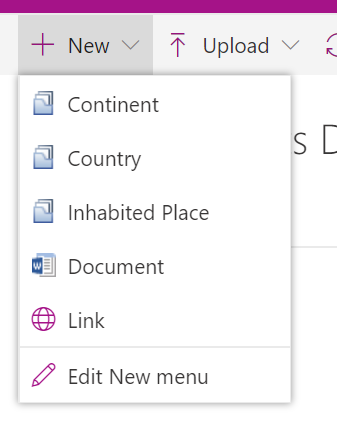 New Upload
s D
Continent
Country
Inhabited Place
Document
Link
Edit New menu